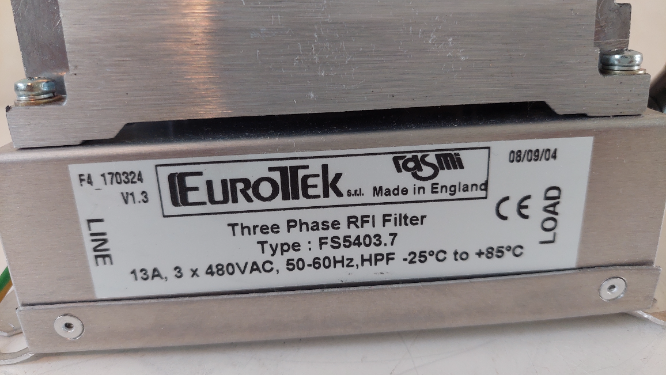 F4_170324
V1.3
EUROTEK s.r.l.
rasmi
Made in England
08/09/04
LINE
Three Phase RFI Filter
Type : FS5403.7
13A, 3 x 480VAC, 50-60Hz,HPF -25°C to +85°C
CE
LOAD